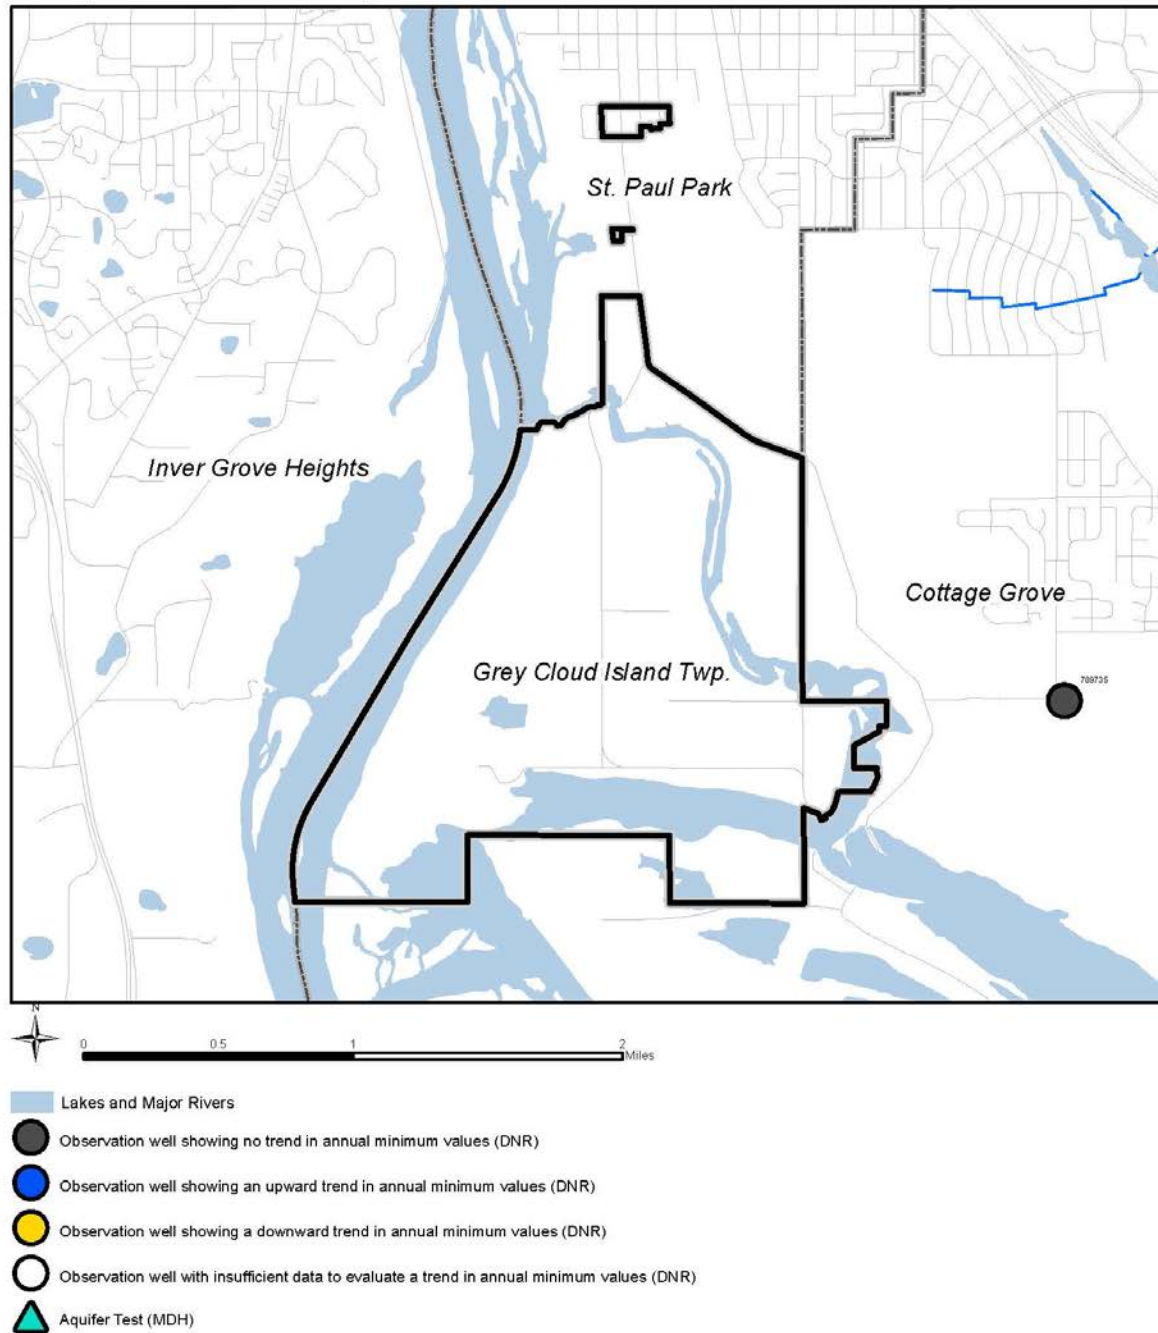 St. Paul Park
Inver Grove Heights
Cottage Grove
Grey Cloud Island Twp.
709735
N
0 0.5 1 2
Miles
Lakes and Major Rivers
Observation well showing no trend in annual minimum values (DNR)
Observation well showing an upward trend in annual minimum values (DNR)
Observation well showing a downward trend in annual minimum values (DNR)
Observation well with insufficient data to evaluate a trend in annual minimum values (DNR)
Aquifer Test (MDH)